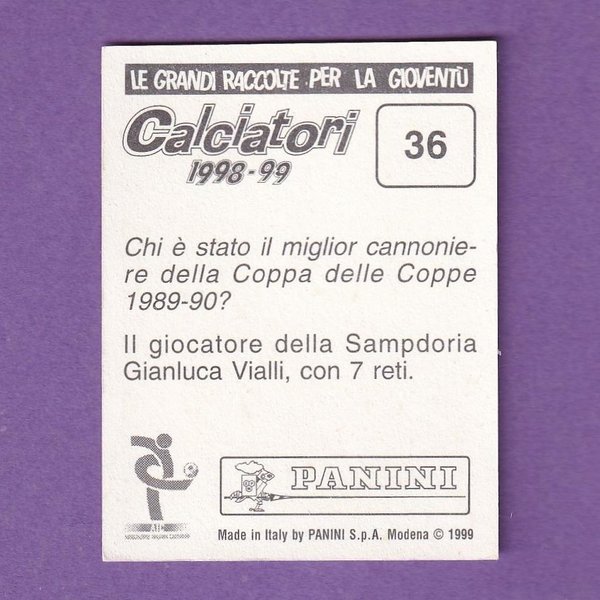 LE GRANDI RACCOLTE PER LA GIOVENTÙ
Calciatori
1998-99
36
Chi è stato il miglior cannonie-
re della Coppa delle Coppe
1989-90?
Il giocatore della Sampdoria
Gianluca Vialli, con 7 reti.
AIC
PANINI
Made in Italy by PANINI S.p.A. Modena © 1999